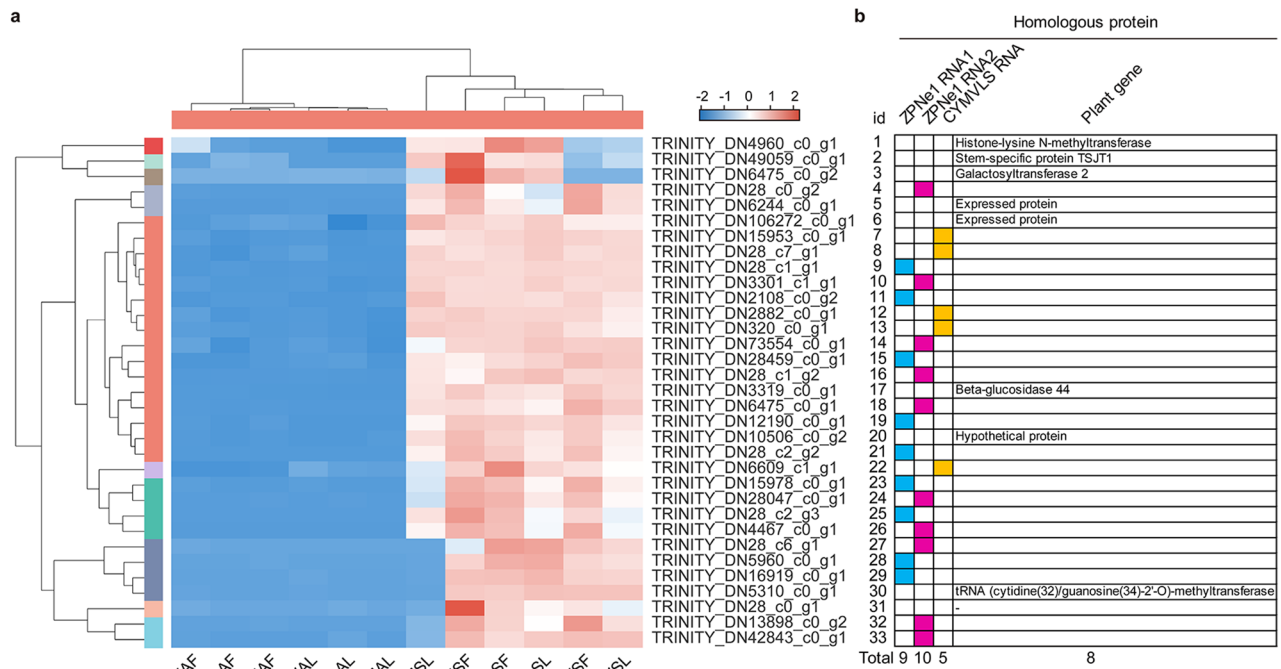 a
-2 -1 0 1 2
TRINITY_DN4960_c0_g1
TRINITY_DN49059_c0_g1
TRINITY_DN6475_c0_g2
TRINITY_DN28_c0_g2
TRINITY_DN6244_c0_g1
TRINITY_DN106272_c0_g1
TRINITY_DN15953_c0_g1
TRINITY_DN28_c7_g1
TRINITY_DN28_c1_g1
TRINITY_DN3301_c1_g1
TRINITY_DN2108_c0_g2
TRINITY_DN2882_c0_g1
TRINITY_DN320_c0_g1
TRINITY_DN73554_c0_g1
TRINITY_DN28459_c0_g1
TRINITY_DN28_c1_g2
TRINITY_DN3319_c0_g1
TRINITY_DN6475_c0_g1
TRINITY_DN12190_c0_g1
TRINITY_DN10506_c0_g2
TRINITY_DN28_c2_g2
TRINITY_DN6609_c1_g1
TRINITY_DN15978_c0_g1
TRINITY_DN28047_c0_g1
TRINITY_DN28_c2_g3
TRINITY_DN4467_c0_g1
TRINITY_DN28_c6_g1
TRINITY_DN5960_c0_g1
TRINITY_DN16919_c0_g1
TRINITY_DN5310_c0_g1
TRINITY_DN28_c0_g1
TRINITY_DN13898_c0_g2
TRINITY_DN42843_c0_g1
b
Homologous protein
id
ZPNe1 RNA1
ZPNe1 RNA2
CYMVLS RNA
Plant gene
1 Histone-lysine N-methyltransferase
2 Stem-specific protein TSJT1
3 Galactosyltransferase 2
4
5 Expressed protein
6 Expressed protein
7
8
9
10
11
12
13
14
15
16
17 Beta-glucosidase 44
18
19
20 Hypothetical protein
21
22
23
24
25
26
27
28
29
30 tRNA (cytidine(32)/guanosine(34)-2'-O)-methyltransferase
31 -
32
33
Total 9 10 5 8